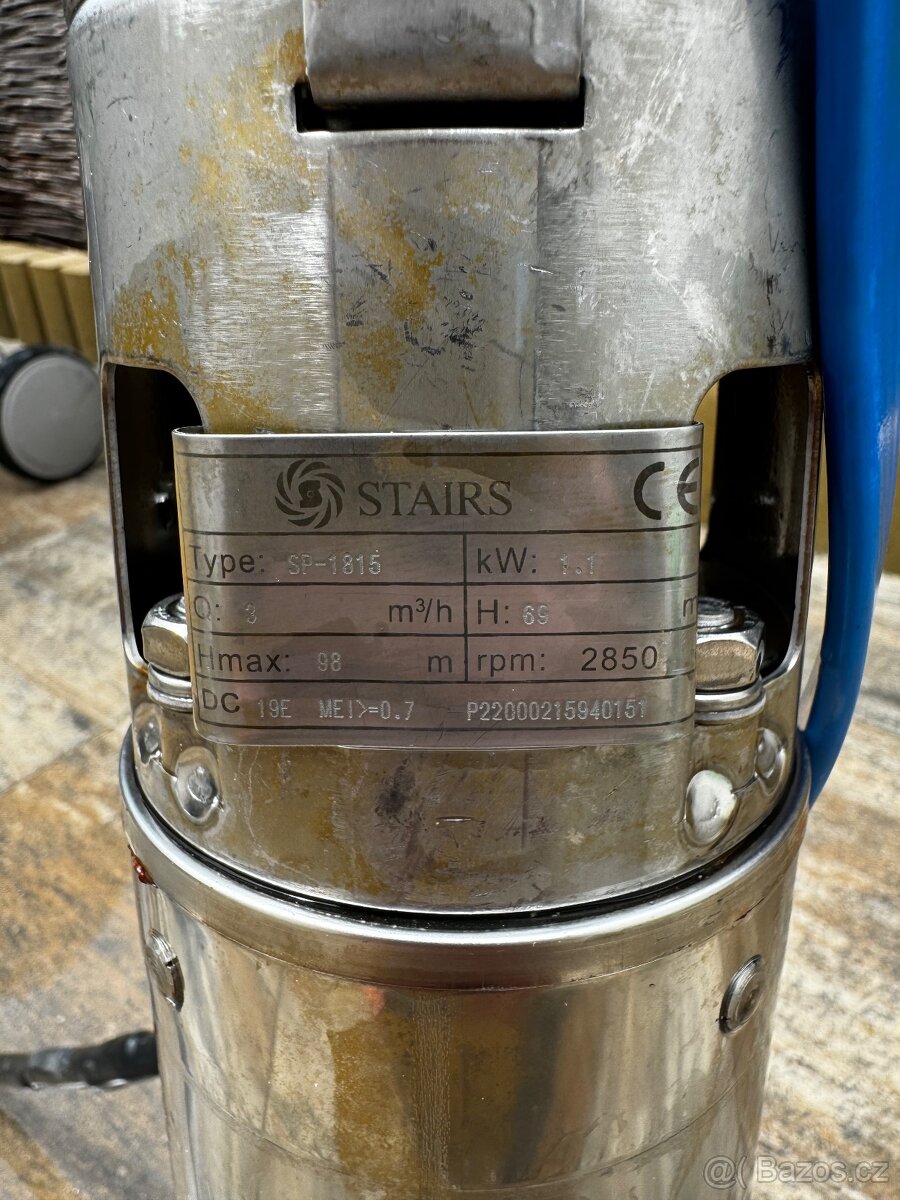 STAIRS CE
Type: SP-1815 kW: 1.1
Q: 3 m³/h H: 69 m
Hmax: 98 m rpm: 2850
DC 19E MEI>=0.7 P22000215940151
@( Bazos.cz